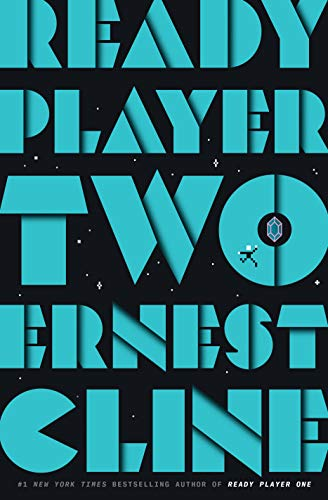 READY
PLAYER
TWO
ERNEST
CLINE
#1 NEW YORK TIMES BESTSELLING AUTHOR OF READY PLAYER ONE